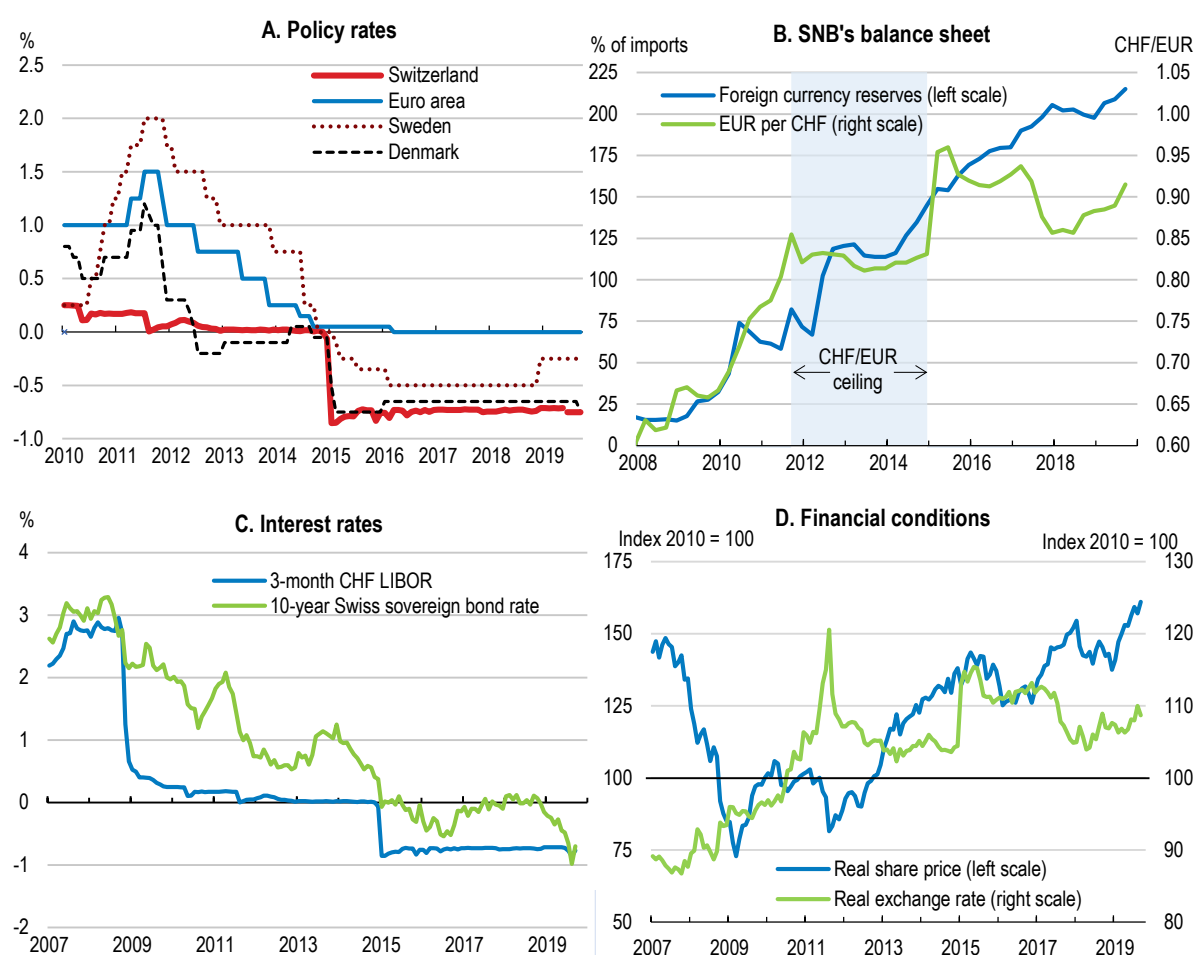 A. Policy rates
%
2.5
2.0
1.5
1.0
0.5
0.0
-0.5
-1.0
Switzerland
Euro area
Sweden
Denmark
2010 2011 2012 2013 2014 2015 2016 2017 2018 2019
B. SNB's balance sheet
% of imports
CHF/EUR
225
200
175
150
125
100
75
50
25
0
Foreign currency reserves (left scale)
EUR per CHF (right scale)
CHF/EUR
ceiling
1.05
1.00
0.95
0.90
0.85
0.80
0.75
0.70
0.65
0.60
2008 2010 2012 2014 2016 2018
C. Interest rates
%
4
3
2
1
0
-1
-2
3-month CHF LIBOR
10-year Swiss sovereign bond rate
2007 2009 2011 2013 2015 2017 2019
D. Financial conditions
Index 2010 = 100
Index 2010 = 100
175
150
125
100
75
50
130
120
110
100
90
80
Real share price (left scale)
Real exchange rate (right scale)
2007 2009 2011 2013 2015 2017 2019